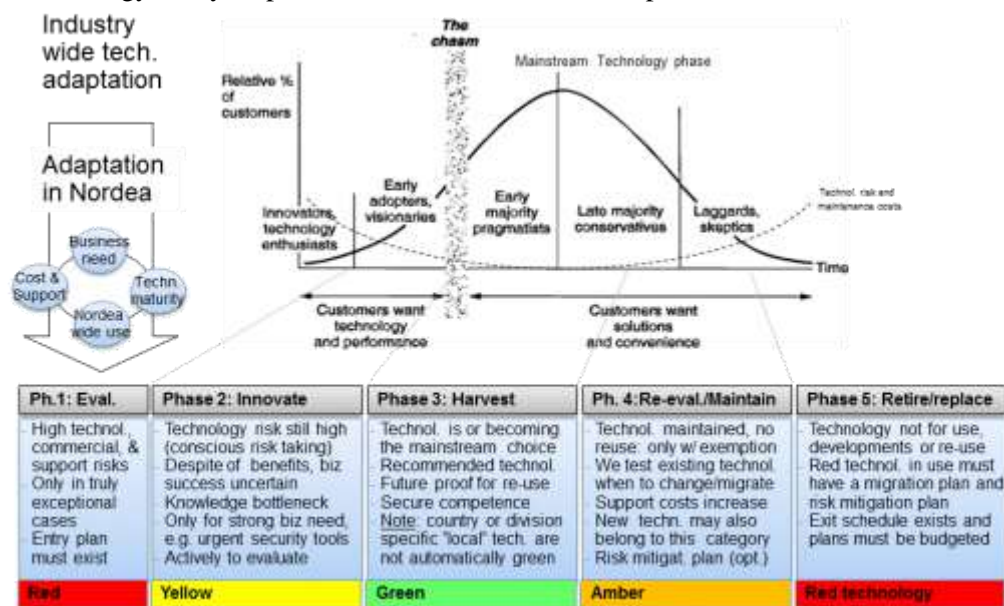 Industry
wide tech.
adaptation
Adaptation
in Nordea
Business
need
Cost &
Support
Techn.
maturity
Nordea
wide use
The
chasm
Mainstream Technology phase
Relative %
of
customers
Innovators,
technology
enthusiasts
Early
adopters,
visionaries
Early
majority
pragmatists
Late majority
conservatives
Laggards,
skeptics
Technol. risk and
maintenance costs
Time
Customers want
technology
and performance
Customers want
solutions
and convenience
Ph.1: Eval.
High technol.,
commercial, &
support risks
Only in truly
exceptional
cases
Entry plan
must exist
Red
Phase 2: Innovate
Technology risk still high
(conscious risk taking)
Despite of benefits, biz
success uncertain
Knowledge bottleneck
Only for strong biz need,
e.g. urgent security tools
Actively to evaluate
Yellow
Phase 3: Harvest
Technol. is or becoming
the mainstream choice
Recommended technol.
Future proof for re-use
Secure competence
Note: country or division
specific "local" tech. are
not automatically green
Green
Ph. 4:Re-eval./Maintain
Technol. maintained, no
reuse: only w/ exemption
We test existing technol.
when to change/migrate
Support costs increase
New techn. may also
belong to this category
Risk mitigat. plan (opt.)
Amber
Phase 5: Retire/replace
Technology not for use,
developments or re-use
Red technol. in use must
have a migration plan and
risk mitigation plan
Exit schedule exists and
plans must be budgeted
Red technology